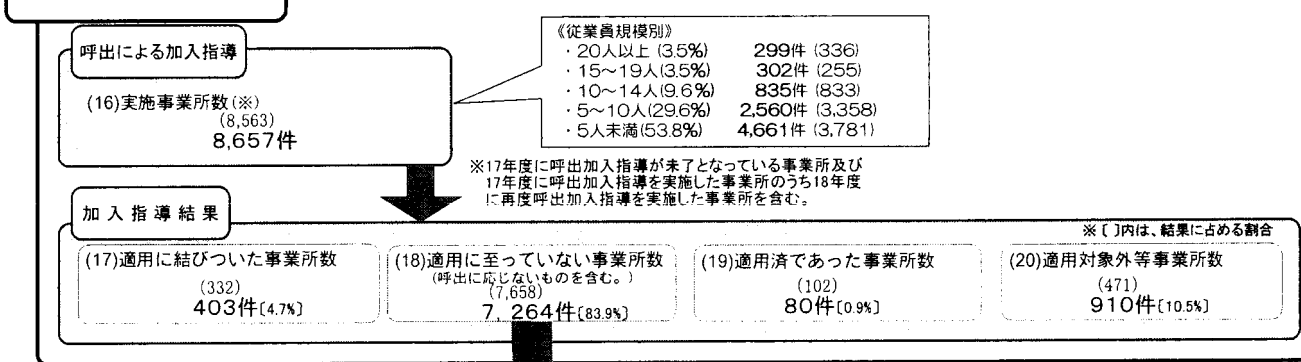 呼出による加入指導
(16)実施事業所数(※)
(8,563)
8,657件
《従業員規模別》
・20人以上 (3.5%) 299件 (336)
・15～19人(3.5%) 302件 (255)
・10～14人(9.6%) 835件 (833)
・5～10人(29.6%) 2,560件 (3,358)
・5人未満(53.8%) 4,661件 (3,781)
※17年度に呼出加入指導が未了となっている事業所及び
17年度に呼出加入指導を実施した事業所のうち18年度
に再度呼出加入指導を実施した事業所を含む。
加入指導結果
※〔 〕内は、結果に占める割合
(17)適用に結びついた事業所数
(332)
403件〔4.7%〕
(18)適用に至っていない事業所数
(呼出に応じないものを含む。)
(7,658)
7,264件〔83.9%〕
(19)適用済であった事業所数
(102)
80件〔0.9%〕
(20)適用対象外等事業所数
(471)
910件〔10.5%〕